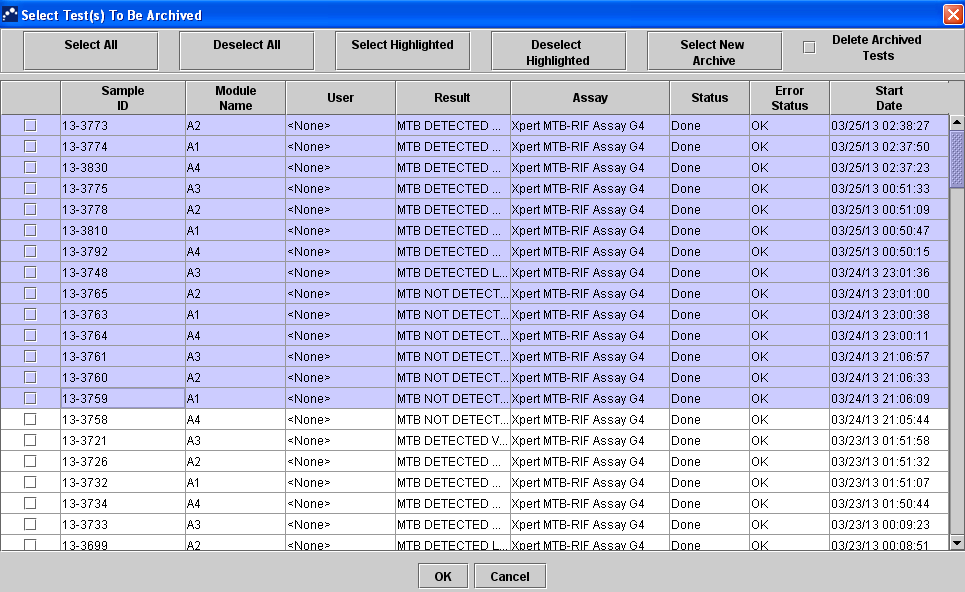 Select Test(s) To Be Archived
Select All Deselect All Select Highlighted Deselect Highlighted Select New Archive Delete Archived Tests
Sample ID Module Name User Result Assay Status Error Status Start Date
13-3773 A2 <None> MTB DETECTED ... Xpert MTB-RIF Assay G4 Done OK 03/25/13 02:38:27
13-3774 A1 <None> MTB DETECTED ... Xpert MTB-RIF Assay G4 Done OK 03/25/13 02:37:50
13-3830 A4 <None> MTB DETECTED ... Xpert MTB-RIF Assay G4 Done OK 03/25/13 02:37:23
13-3775 A3 <None> MTB DETECTED ... Xpert MTB-RIF Assay G4 Done OK 03/25/13 00:51:33
13-3778 A2 <None> MTB DETECTED ... Xpert MTB-RIF Assay G4 Done OK 03/25/13 00:51:09
13-3810 A1 <None> MTB DETECTED ... Xpert MTB-RIF Assay G4 Done OK 03/25/13 00:50:47
13-3792 A4 <None> MTB DETECTED ... Xpert MTB-RIF Assay G4 Done OK 03/25/13 00:50:15
13-3748 A3 <None> MTB DETECTED L... Xpert MTB-RIF Assay G4 Done OK 03/24/13 23:01:36
13-3765 A2 <None> MTB NOT DETECT... Xpert MTB-RIF Assay G4 Done OK 03/24/13 23:01:00
13-3763 A1 <None> MTB NOT DETECT... Xpert MTB-RIF Assay G4 Done OK 03/24/13 23:00:38
13-3764 A4 <None> MTB NOT DETECT... Xpert MTB-RIF Assay G4 Done OK 03/24/13 23:00:11
13-3761 A3 <None> MTB NOT DETECT... Xpert MTB-RIF Assay G4 Done OK 03/24/13 21:06:57
13-3760 A2 <None> MTB NOT DETECT... Xpert MTB-RIF Assay G4 Done OK 03/24/13 21:06:33
13-3759 A1 <None> MTB NOT DETECT... Xpert MTB-RIF Assay G4 Done OK 03/24/13 21:06:09
13-3758 A4 <None> MTB NOT DETECT... Xpert MTB-RIF Assay G4 Done OK 03/24/13 21:05:44
13-3721 A3 <None> MTB DETECTED V... Xpert MTB-RIF Assay G4 Done OK 03/23/13 01:51:58
13-3726 A2 <None> MTB DETECTED ... Xpert MTB-RIF Assay G4 Done OK 03/23/13 01:51:32
13-3732 A1 <None> MTB DETECTED ... Xpert MTB-RIF Assay G4 Done OK 03/23/13 01:51:07
13-3734 A4 <None> MTB DETECTED ... Xpert MTB-RIF Assay G4 Done OK 03/23/13 01:50:44
13-3733 A3 <None> MTB DETECTED ... Xpert MTB-RIF Assay G4 Done OK 03/23/13 00:09:23
13-3699 A2 <None> MTB DETECTED L... Xpert MTB-RIF Assay G4 Done OK 03/23/13 00:08:51
OK Cancel